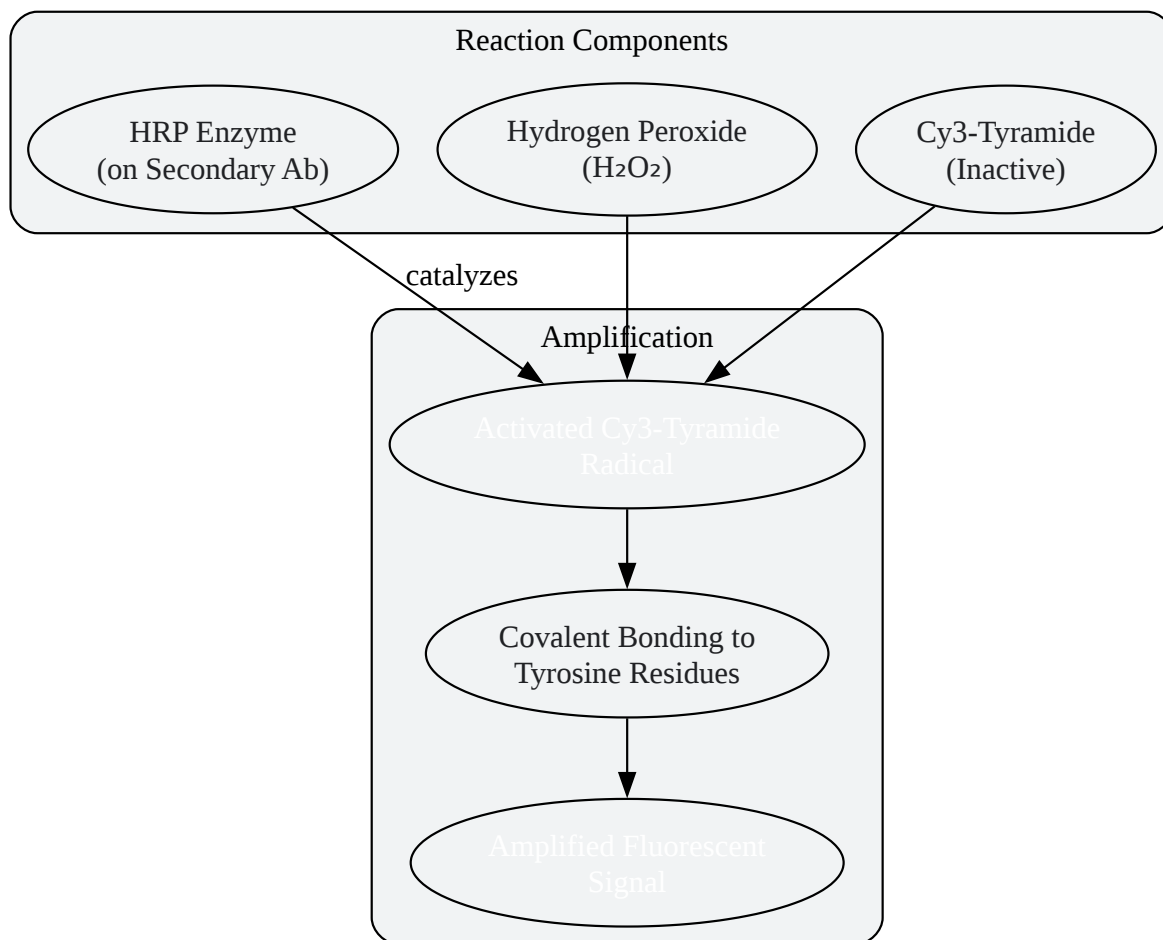 Reaction Components
HRP Enzyme
(on Secondary Ab)
Hydrogen Peroxide
(H₂O₂)
Cy3-Tyramide
(Inactive)
catalyzes
Amplification
Activated Cy3-Tyramide
Radical
Covalent Bonding to
Tyrosine Residues
Amplified Fluorescent
Signal